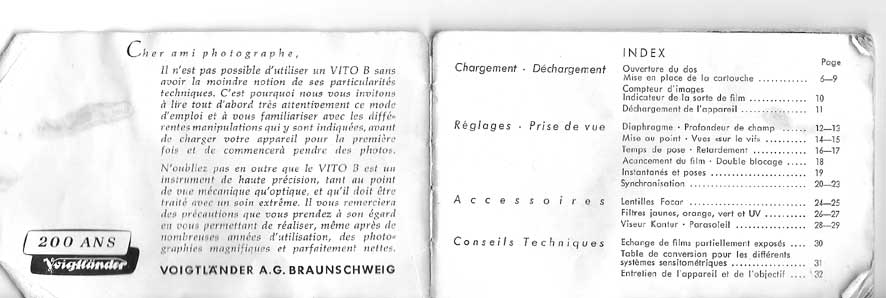 Cher ami photographe,
Il n'est pas possible d'utiliser un VITO B sans
avoir la moindre notion de ses particularités
techniques. C'est pourquoi nous vous invitons
à lire tout d'abord très attentivement ce mode
d'emploi et à vous familiariser avec les diffé-
rentes manipulations qui y sont indiquées, avant
de charger votre appareil pour la première
fois et de commencerà pendre des photos.
N'oubliez pas en outre que le VITO B est un
instrument de haute précision, tant au point
de vue mécanique qu'optique, et qu'il doit être
traité avec un soin extrême. Il vous remerciera
des précautions que vous prendez à son égard
en vous permettant de réaliser, même après de
nombreuses années d'utilisation, des photo-
graphies magnifiques et parfaitement nettes.
200 ANS
Voigtländer
VOIGTLÄNDER A.G. BRAUNSCHWEIG
INDEX
Page
Chargement · Déchargement
Ouverture du dos
Mise en place de la cartouche ............ 6—9
Compteur d'images
Indicateur de la sorte de film .............. 10
Déchargement de l'appareil ................ 11
Réglages · Prise de vue
Diaphragme · Profondeur de champ ...... 12—13
Mise au point · Vues «sur le vif» .......... 14—15
Temps de pose · Retardement ............ 16—17
Avancement du film · Double blocage ..... 18
Instantanés et poses ...................... 19
Synchronisation .......................... 20—23
Accessoires
Lentilles Focar .......................... 24—25
Filtres jaunes, orange, vert et UV ........ 26—27
Viseur Kontur · Parasoleil ................ 28—29
Conseils Techniques
Echange de films partiellement exposés .... 30
Table de conversion pour les différents
systèmes sensitométriques ................ 31
Entretien de l'appareil et de l'objectif .... 32